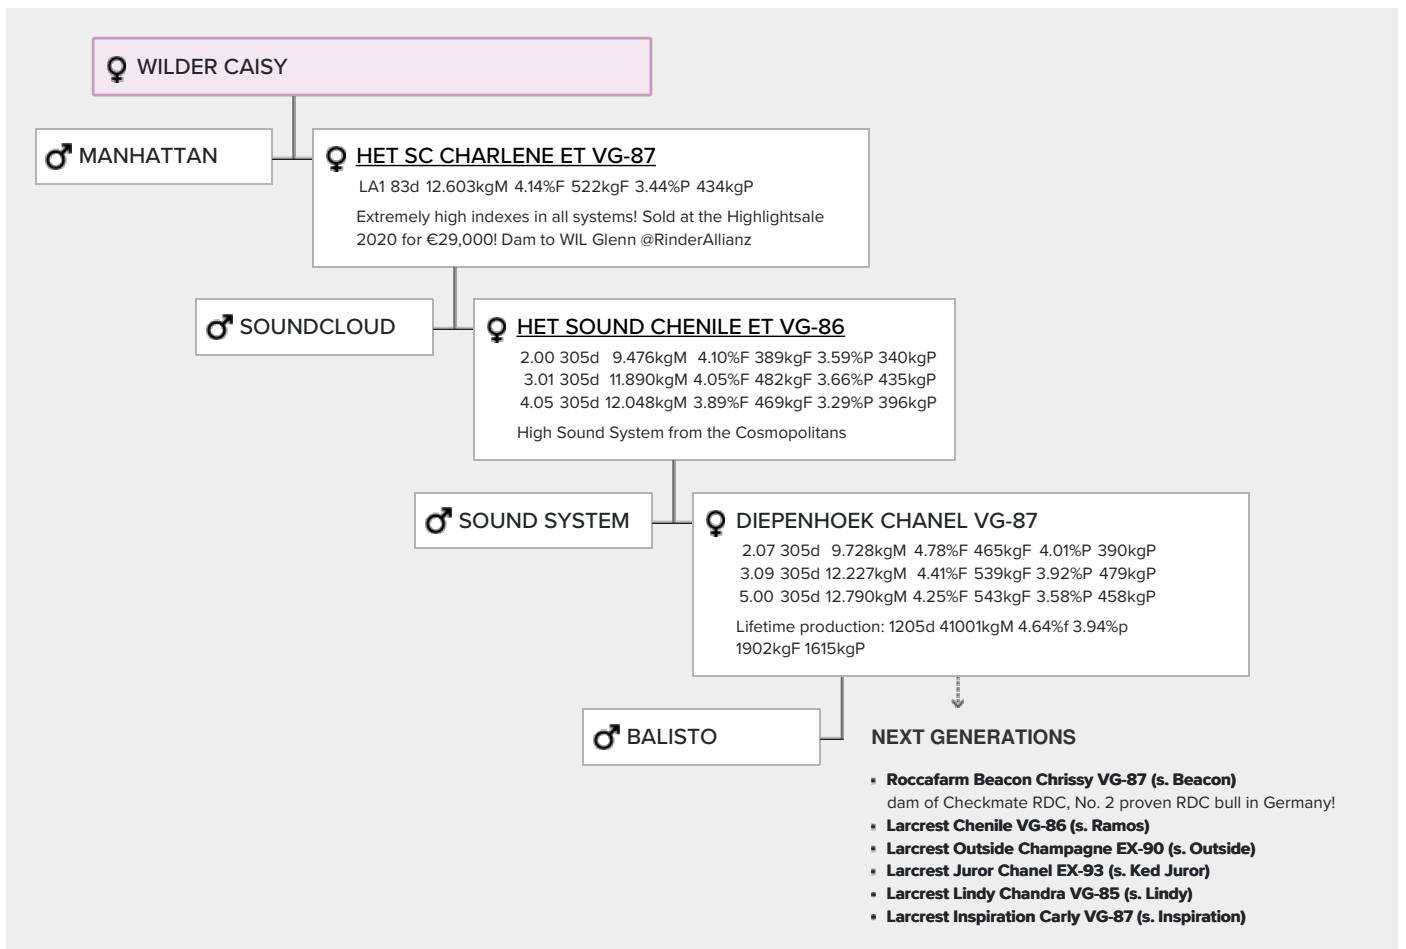 WILDER CAISY
MANHATTAN
HET SC CHARLENE ET VG-87
LA1 83d 12.603kgM 4.14%F 522kgF 3.44%P 434kgP
Extremely high indexes in all systems! Sold at the Highlightsale
2020 for €29,000! Dam to WIL Glenn @RinderAllianz
SOUNDCLOUD
HET SOUND CHENILE ET VG-86
2.00 305d 9.476kgM 4.10%F 389kgF 3.59%P 340kgP
3.01 305d 11.890kgM 4.05%F 482kgF 3.66%P 435kgP
4.05 305d 12.048kgM 3.89%F 469kgF 3.29%P 396kgP
High Sound System from the Cosmopolitans
SOUND SYSTEM
DIEPENHOEK CHANEL VG-87
2.07 305d 9.728kgM 4.78%F 465kgF 4.01%P 390kgP
3.09 305d 12.227kgM 4.41%F 539kgF 3.92%P 479kgP
5.00 305d 12.790kgM 4.25%F 543kgF 3.58%P 458kgP
Lifetime production: 1205d 41001kgM 4.64%f 3.94%p
1902kgF 1615kgP
BALISTO
NEXT GENERATIONS
Roccafarm Beacon Chrissy VG-87 (s. Beacon)
dam of Checkmate RDC, No. 2 proven RDC bull in Germany!
Larcrest Chenile VG-86 (s. Ramos)
Larcrest Outside Champagne EX-90 (s. Outside)
Larcrest Juror Chanel EX-93 (s. Ked Juror)
Larcrest Lindy Chandra VG-85 (s. Lindy)
Larcrest Inspiration Carly VG-87 (s. Inspiration)